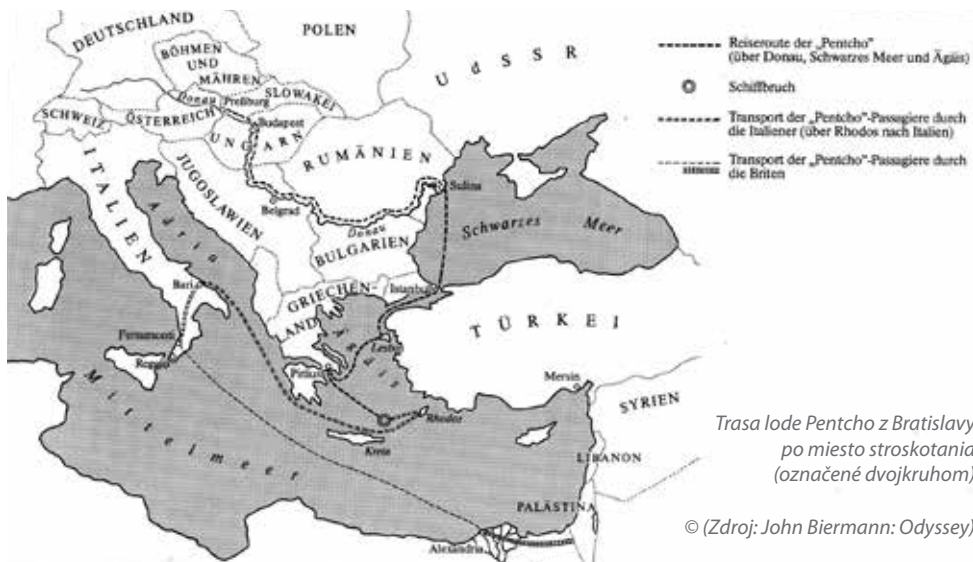 DEUTSCHLAND
POLEN
BÖHMEN
UND
MÄHREN
UdSSR
SLOWAKEI
Donau
Preßburg
SCHWEIZ
ÖSTERREICH
Budapest
UNGARN
RUMÄNIEN
ITALIEN
JUGOSLAWIEN
Belgrad
Sulina
Adria
Donau
BULGARIEN
Schwarzes Meer
Bari
GRIECHEN-
LAND
Istanbul
TÜRKEI
Ägäis
Piräus
Mersin
SYRIEN
Rhodos
Kreta
Mittelmeer
LIBANON
PALÄSTINA
Alexandria
Reiseroute der „Pentcho"
(über Donau, Schwarzes Meer und Ägäis)
Schiffbruch
Transport der „Pentcho"-Passagiere durch
die Italiener (über Rhodos nach Italien)
Transport der „Pentcho"-Passagiere durch
die Briten
Trasa lode Pentcho z Bratislavy
po miesto stroskotania
(označené dvojkruhom)
© (Zdroj: John Biermann: Odyssey)